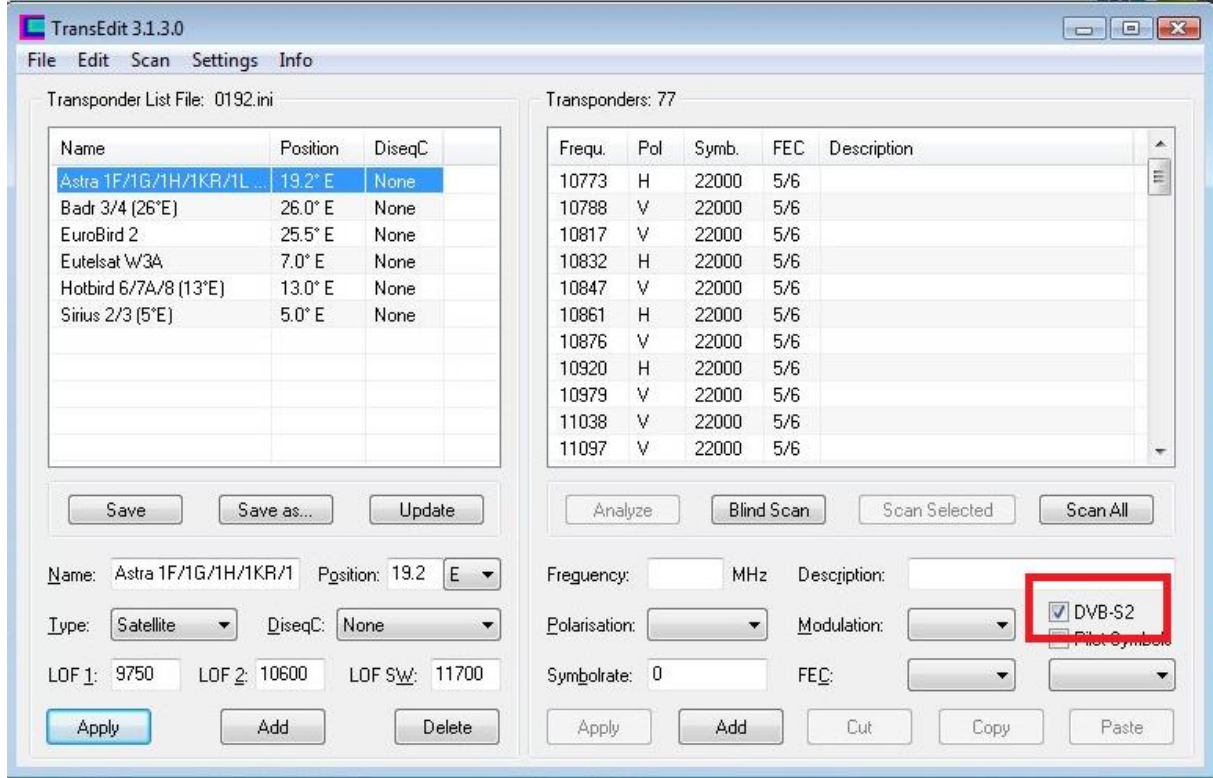 TransEdit 3.1.3.0
File Edit Scan Settings Info
Transponder List File: 0192.ini
Name Position DiseqC
Astra 1F/1G/1H/1KR/1L ... 19.2° E None
Badr 3/4 (26°E) 26.0° E None
EuroBird 2 25.5° E None
Eutelsat W3A 7.0° E None
Hotbird 6/7A/8 (13°E) 13.0° E None
Sirius 2/3 (5°E) 5.0° E None
Save Save as... Update
Name: Astra 1F/1G/1H/1KR/1 Position: 19.2 E
Type: Satellite DiseqC: None
LOF 1: 9750 LOF 2: 10600 LOF SW: 11700
Apply Add Delete
Transponders: 77
Frequ. Pol Symb. FEC Description
10773 H 22000 5/6
10788 V 22000 5/6
10817 V 22000 5/6
10832 H 22000 5/6
10847 V 22000 5/6
10861 H 22000 5/6
10876 V 22000 5/6
10920 H 22000 5/6
10979 V 22000 5/6
11038 V 22000 5/6
11097 V 22000 5/6
Analyze Blind Scan Scan Selected Scan All
Frequency: MHz Description:
Polarisation: Modulation: DVB-S2
Pilot Symbols
Symbolrate: 0 FEC:
Apply Add Cut Copy Paste